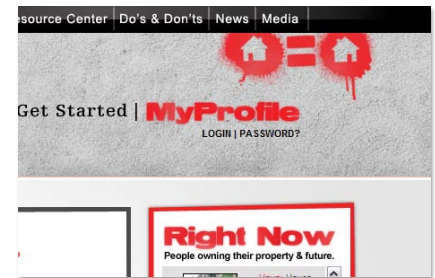 esource Center Do's & Don'ts News Media
Get Started | MyProfile
LOGIN | PASSWORD?
Right Now
People owning their property & future.